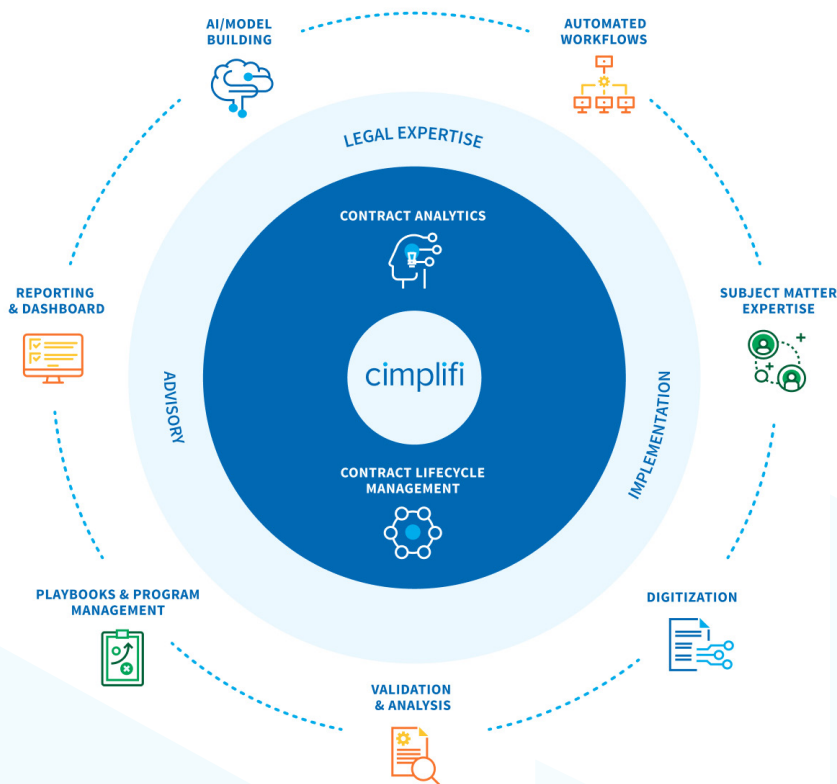 AI/MODEL
BUILDING
AUTOMATED
WORKFLOWS
LEGAL EXPERTISE
CONTRACT ANALYTICS
REPORTING
& DASHBOARD
SUBJECT MATTER
EXPERTISE
cimplifi
ADVISORY
IMPLEMENTATION
CONTRACT LIFECYCLE
MANAGEMENT
PLAYBOOKS & PROGRAM
MANAGEMENT
DIGITIZATION
VALIDATION
& ANALYSIS